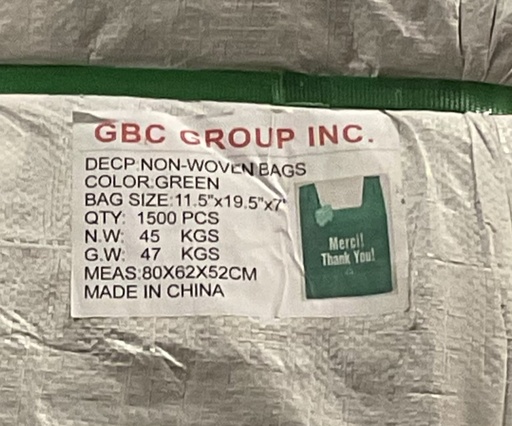 GBC GROUP INC.
DECP:NON-WOVEN BAGS
COLOR:GREEN
BAG SIZE:11.5"x19.5"x7"
QTY: 1500 PCS
N.W: 45 KGS
G.W: 47 KGS
MEAS:80X62X52CM
MADE IN CHINA
Merci!
Thank You!